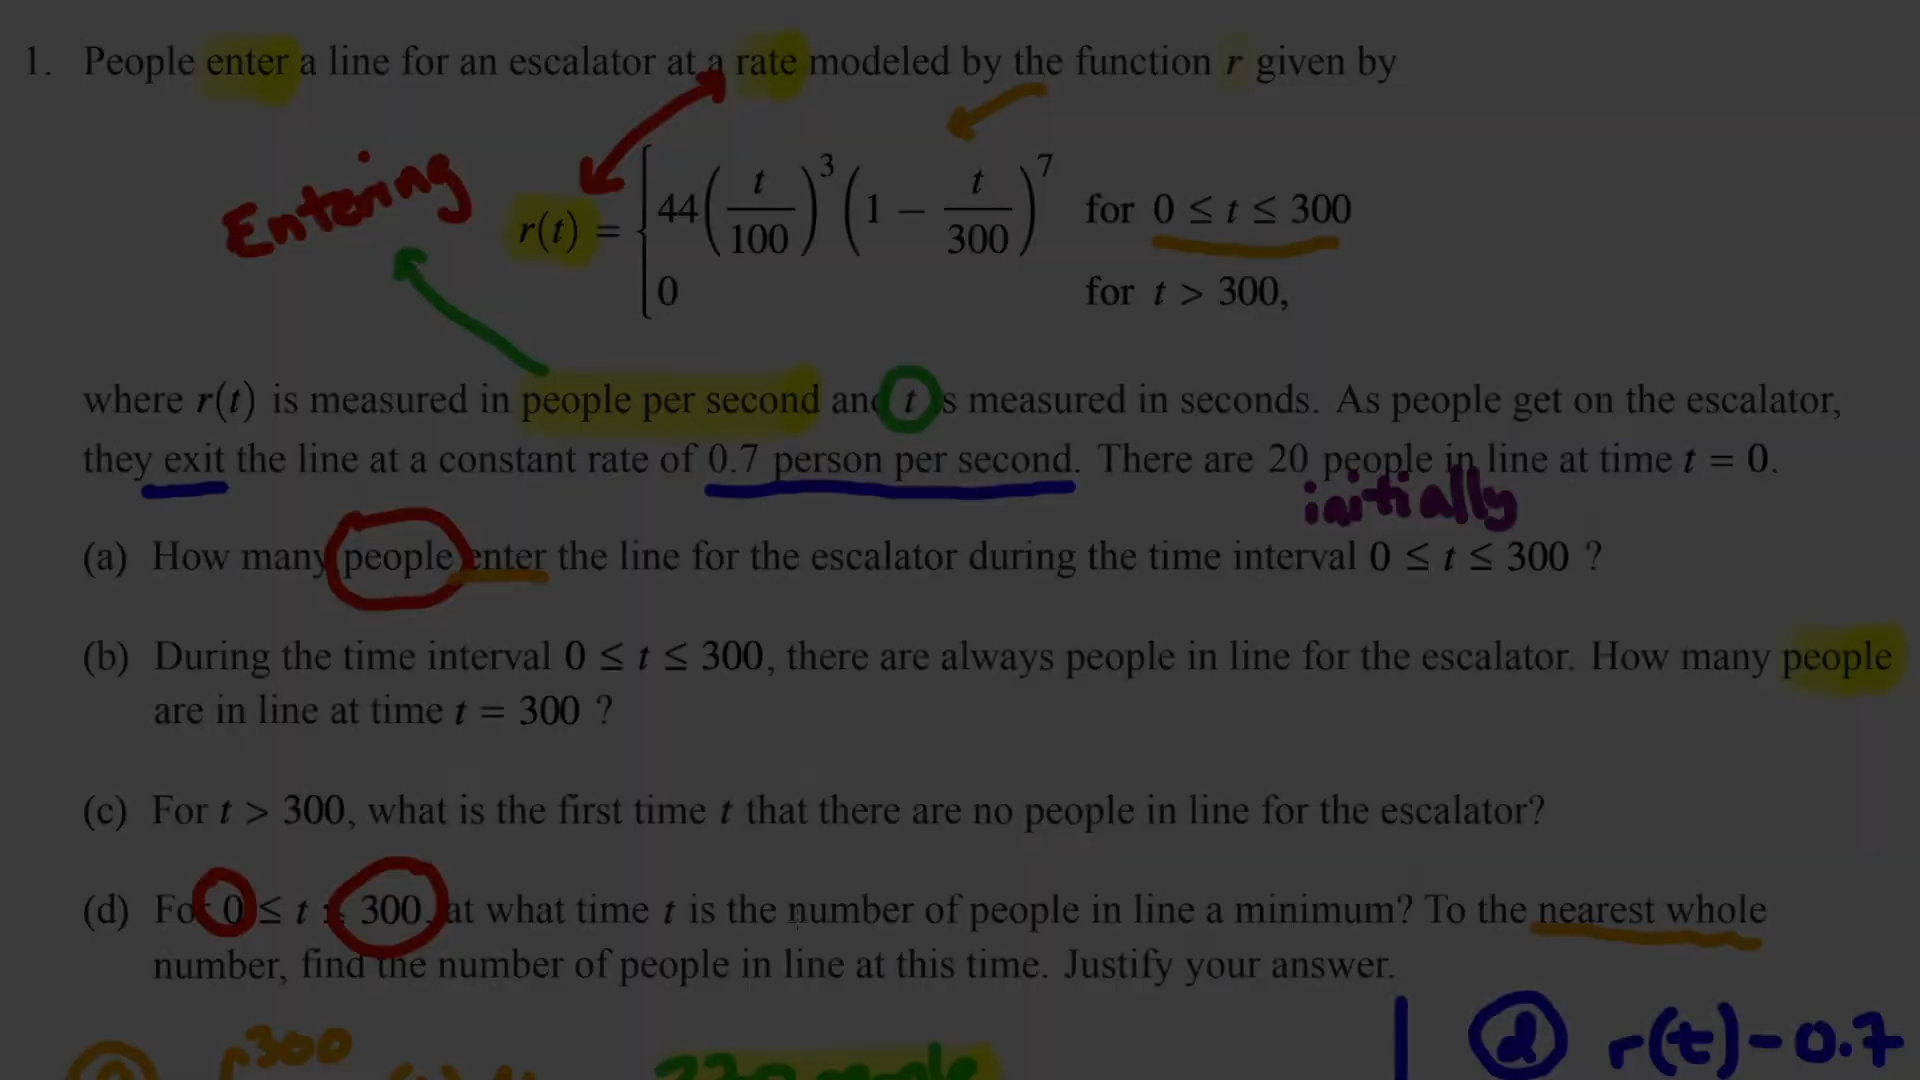 1. People enter a line for an escalator at a rate modeled by the function r given by
Entering
r(t) = { 44(t/100)^3 (1 − t/300)^7 for 0 ≤ t ≤ 300
0 for t > 300,
where r(t) is measured in people per second and t is measured in seconds. As people get on the escalator,
they exit the line at a constant rate of 0.7 person per second. There are 20 people in line at time t = 0.
initially
(a) How many people enter the line for the escalator during the time interval 0 ≤ t ≤ 300 ?
(b) During the time interval 0 ≤ t ≤ 300, there are always people in line for the escalator. How many people
are in line at time t = 300 ?
(c) For t > 300, what is the first time t that there are no people in line for the escalator?
(d) For 0 ≤ t ≤ 300, at what time t is the number of people in line a minimum? To the nearest whole
number, find the number of people in line at this time. Justify your answer.
300
people
d r(t)-0.7